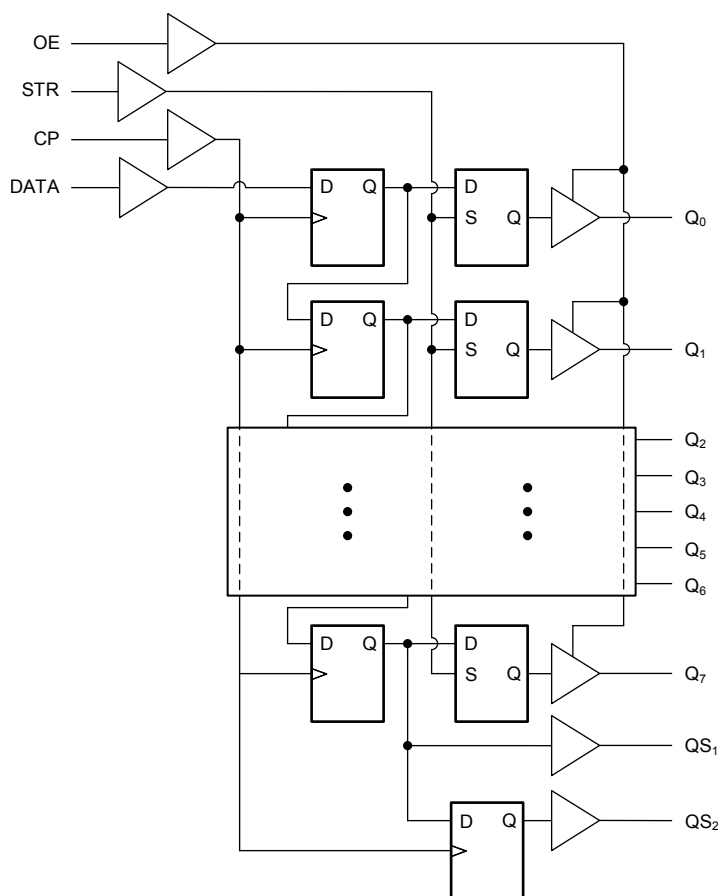 OE
STR
CP
DATA
D Q D
S Q
Q0
D Q D
S Q
Q1
Q2
Q3
Q4
Q5
Q6
D Q D
S Q
Q7
QS1
D Q
QS2